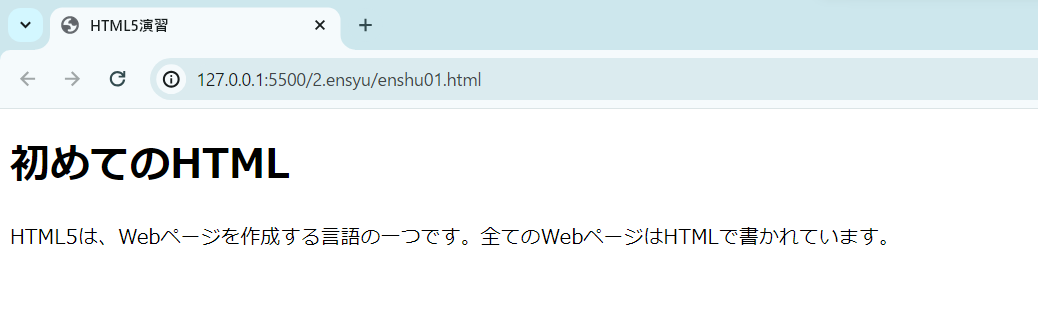 HTML5演習
127.0.0.1:5500/2.ensyu/enshu01.html
初めてのHTML
HTML5は、Webページを作成する言語の一つです。全てのWebページはHTMLで書かれています。